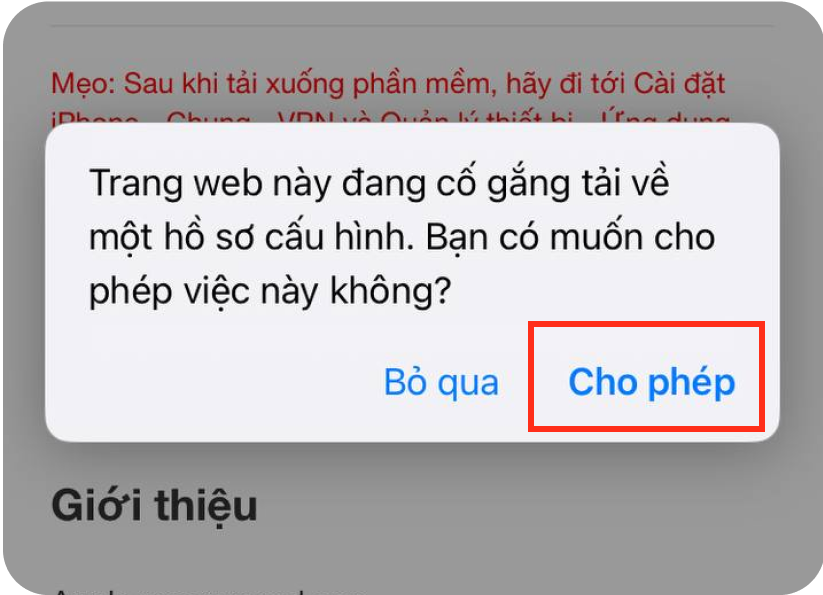 Mẹo: Sau khi tải xuống phần mềm, hãy đi tới Cài đặt
iPhone - Chung - VPN và Quản lý thiết bị - Ứng dụng
Trang web này đang cố gắng tải về
một hồ sơ cấu hình. Bạn có muốn cho
phép việc này không?
Bỏ qua
Cho phép
Giới thiệu